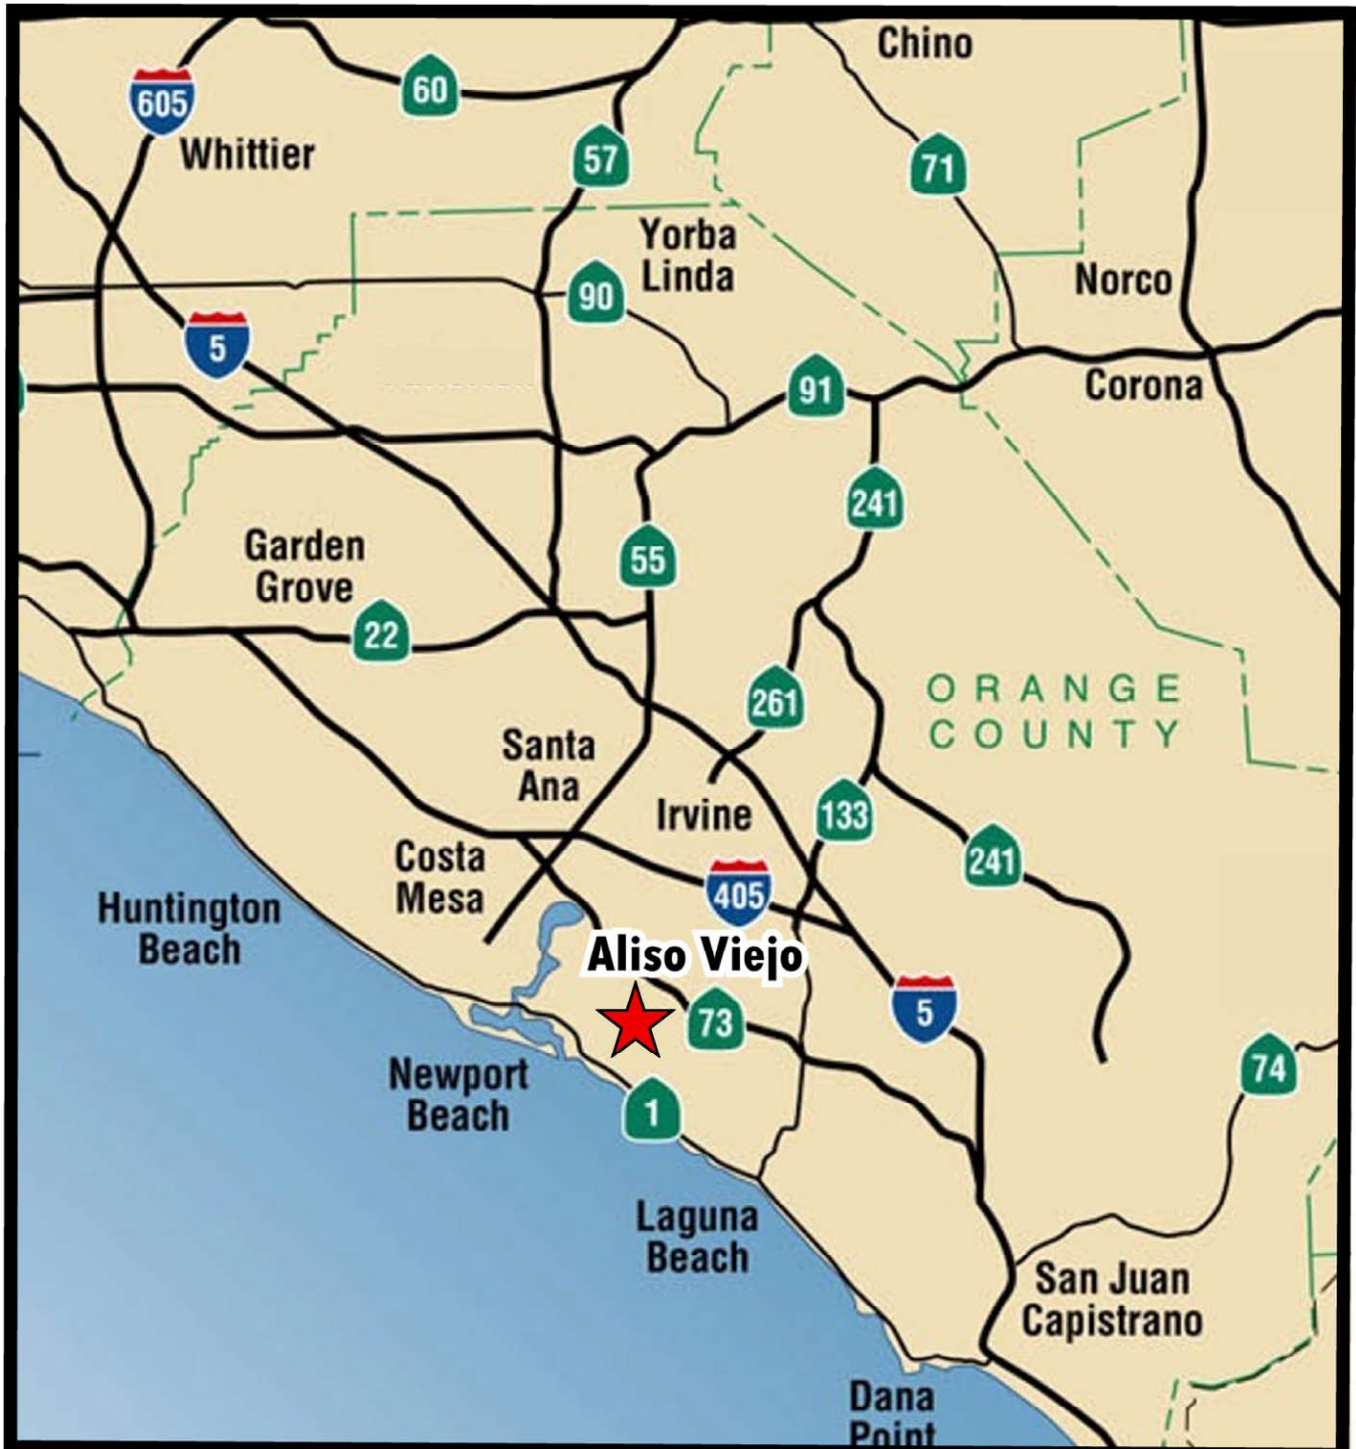 Chino
60
605
Whittier
57
71
Yorba
Linda
90
Norco
5
91
Corona
241
Garden
Grove
55
22
261
ORANGE
COUNTY
Santa
Ana
Irvine
133
Costa
Mesa
241
405
Huntington
Beach
Aliso Viejo
5
73
74
Newport
Beach
1
Laguna
Beach
San Juan
Capistrano
Dana
Point